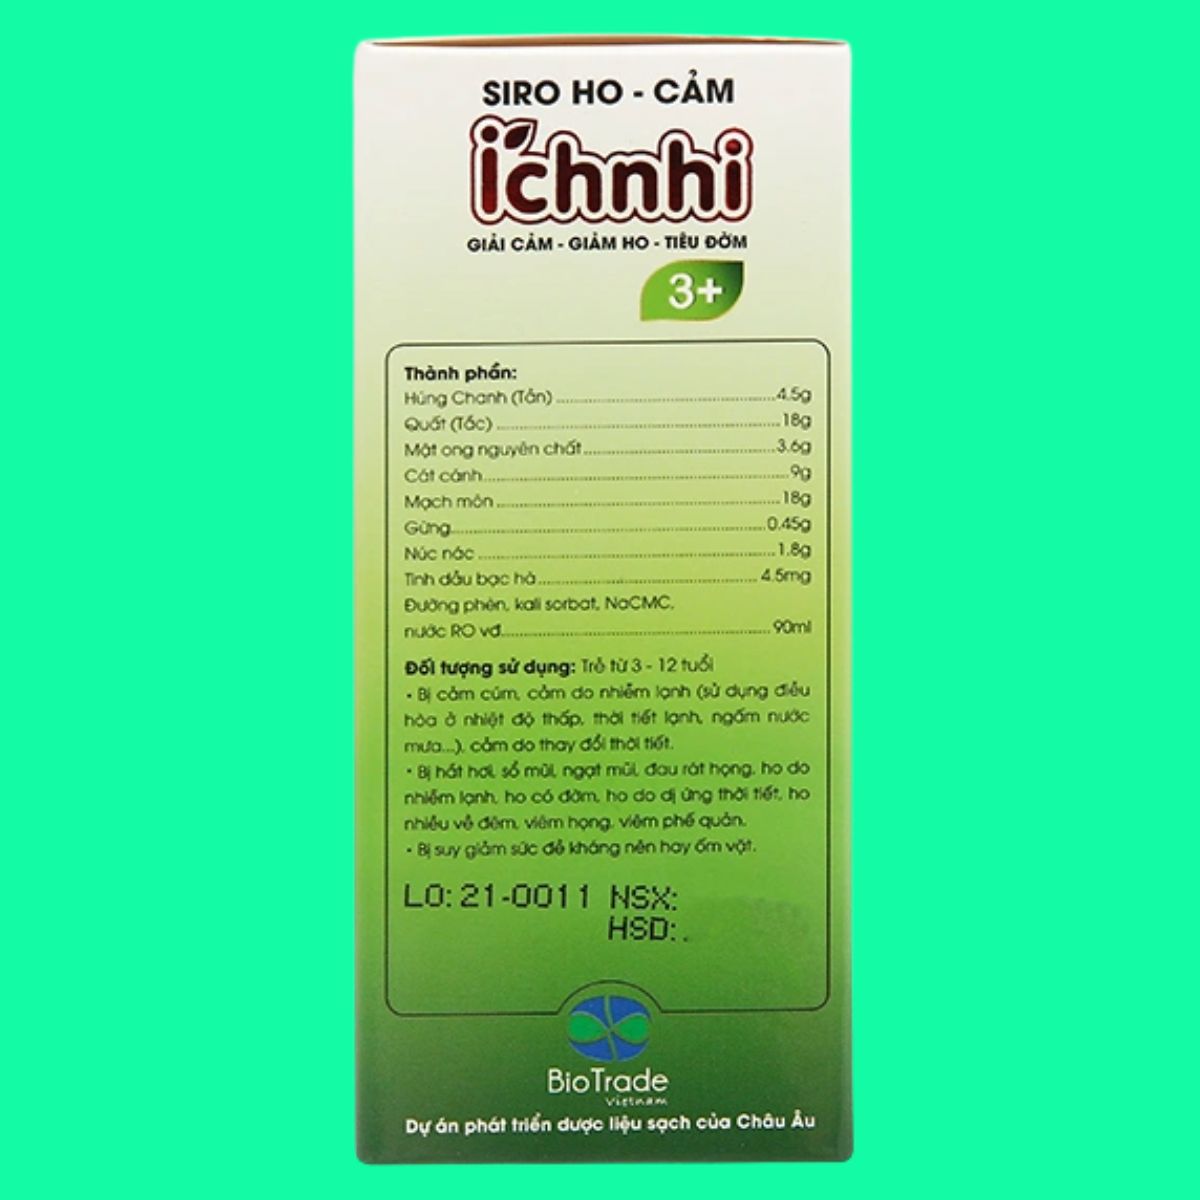 SIRO HO - CẢM
ichnhi
GIẢI CẢM - GIẢM HO - TIÊU ĐỜM
3+
Thành phần:
Húng Chanh (Tần) ........ 4.5g
Quất (Tắc) ........ 18g
Mật ong nguyên chất ........ 3.6g
Cát cánh ........ 9g
Mạch môn ........ 18g
Gừng ........ 0.45g
Núc nác ........ 1.8g
Tinh dầu bạc hà ........ 4.5mg
Đường phèn, kali sorbat, NaCMC,
nước RO vđ ........ 90ml
Đối tượng sử dụng: Trẻ từ 3 - 12 tuổi
• Bị cảm cúm, cảm do nhiễm lạnh (sử dụng điều
hòa ở nhiệt độ thấp, thời tiết lạnh, ngấm nước
mưa...), cảm do thay đổi thời tiết.
• Bị hắt hơi, sổ mũi, ngạt mũi, đau rát họng, ho do
nhiễm lạnh, ho có đờm, ho do dị ứng thời tiết, ho
nhiều về đêm, viêm họng, viêm phế quản.
• Bị suy giảm sức đề kháng nên hay ốm vặt.
LO: 21-0011 NSX:
HSD:
BioTrade
Vietnam
Dự án phát triển dược liệu sạch của Châu Âu